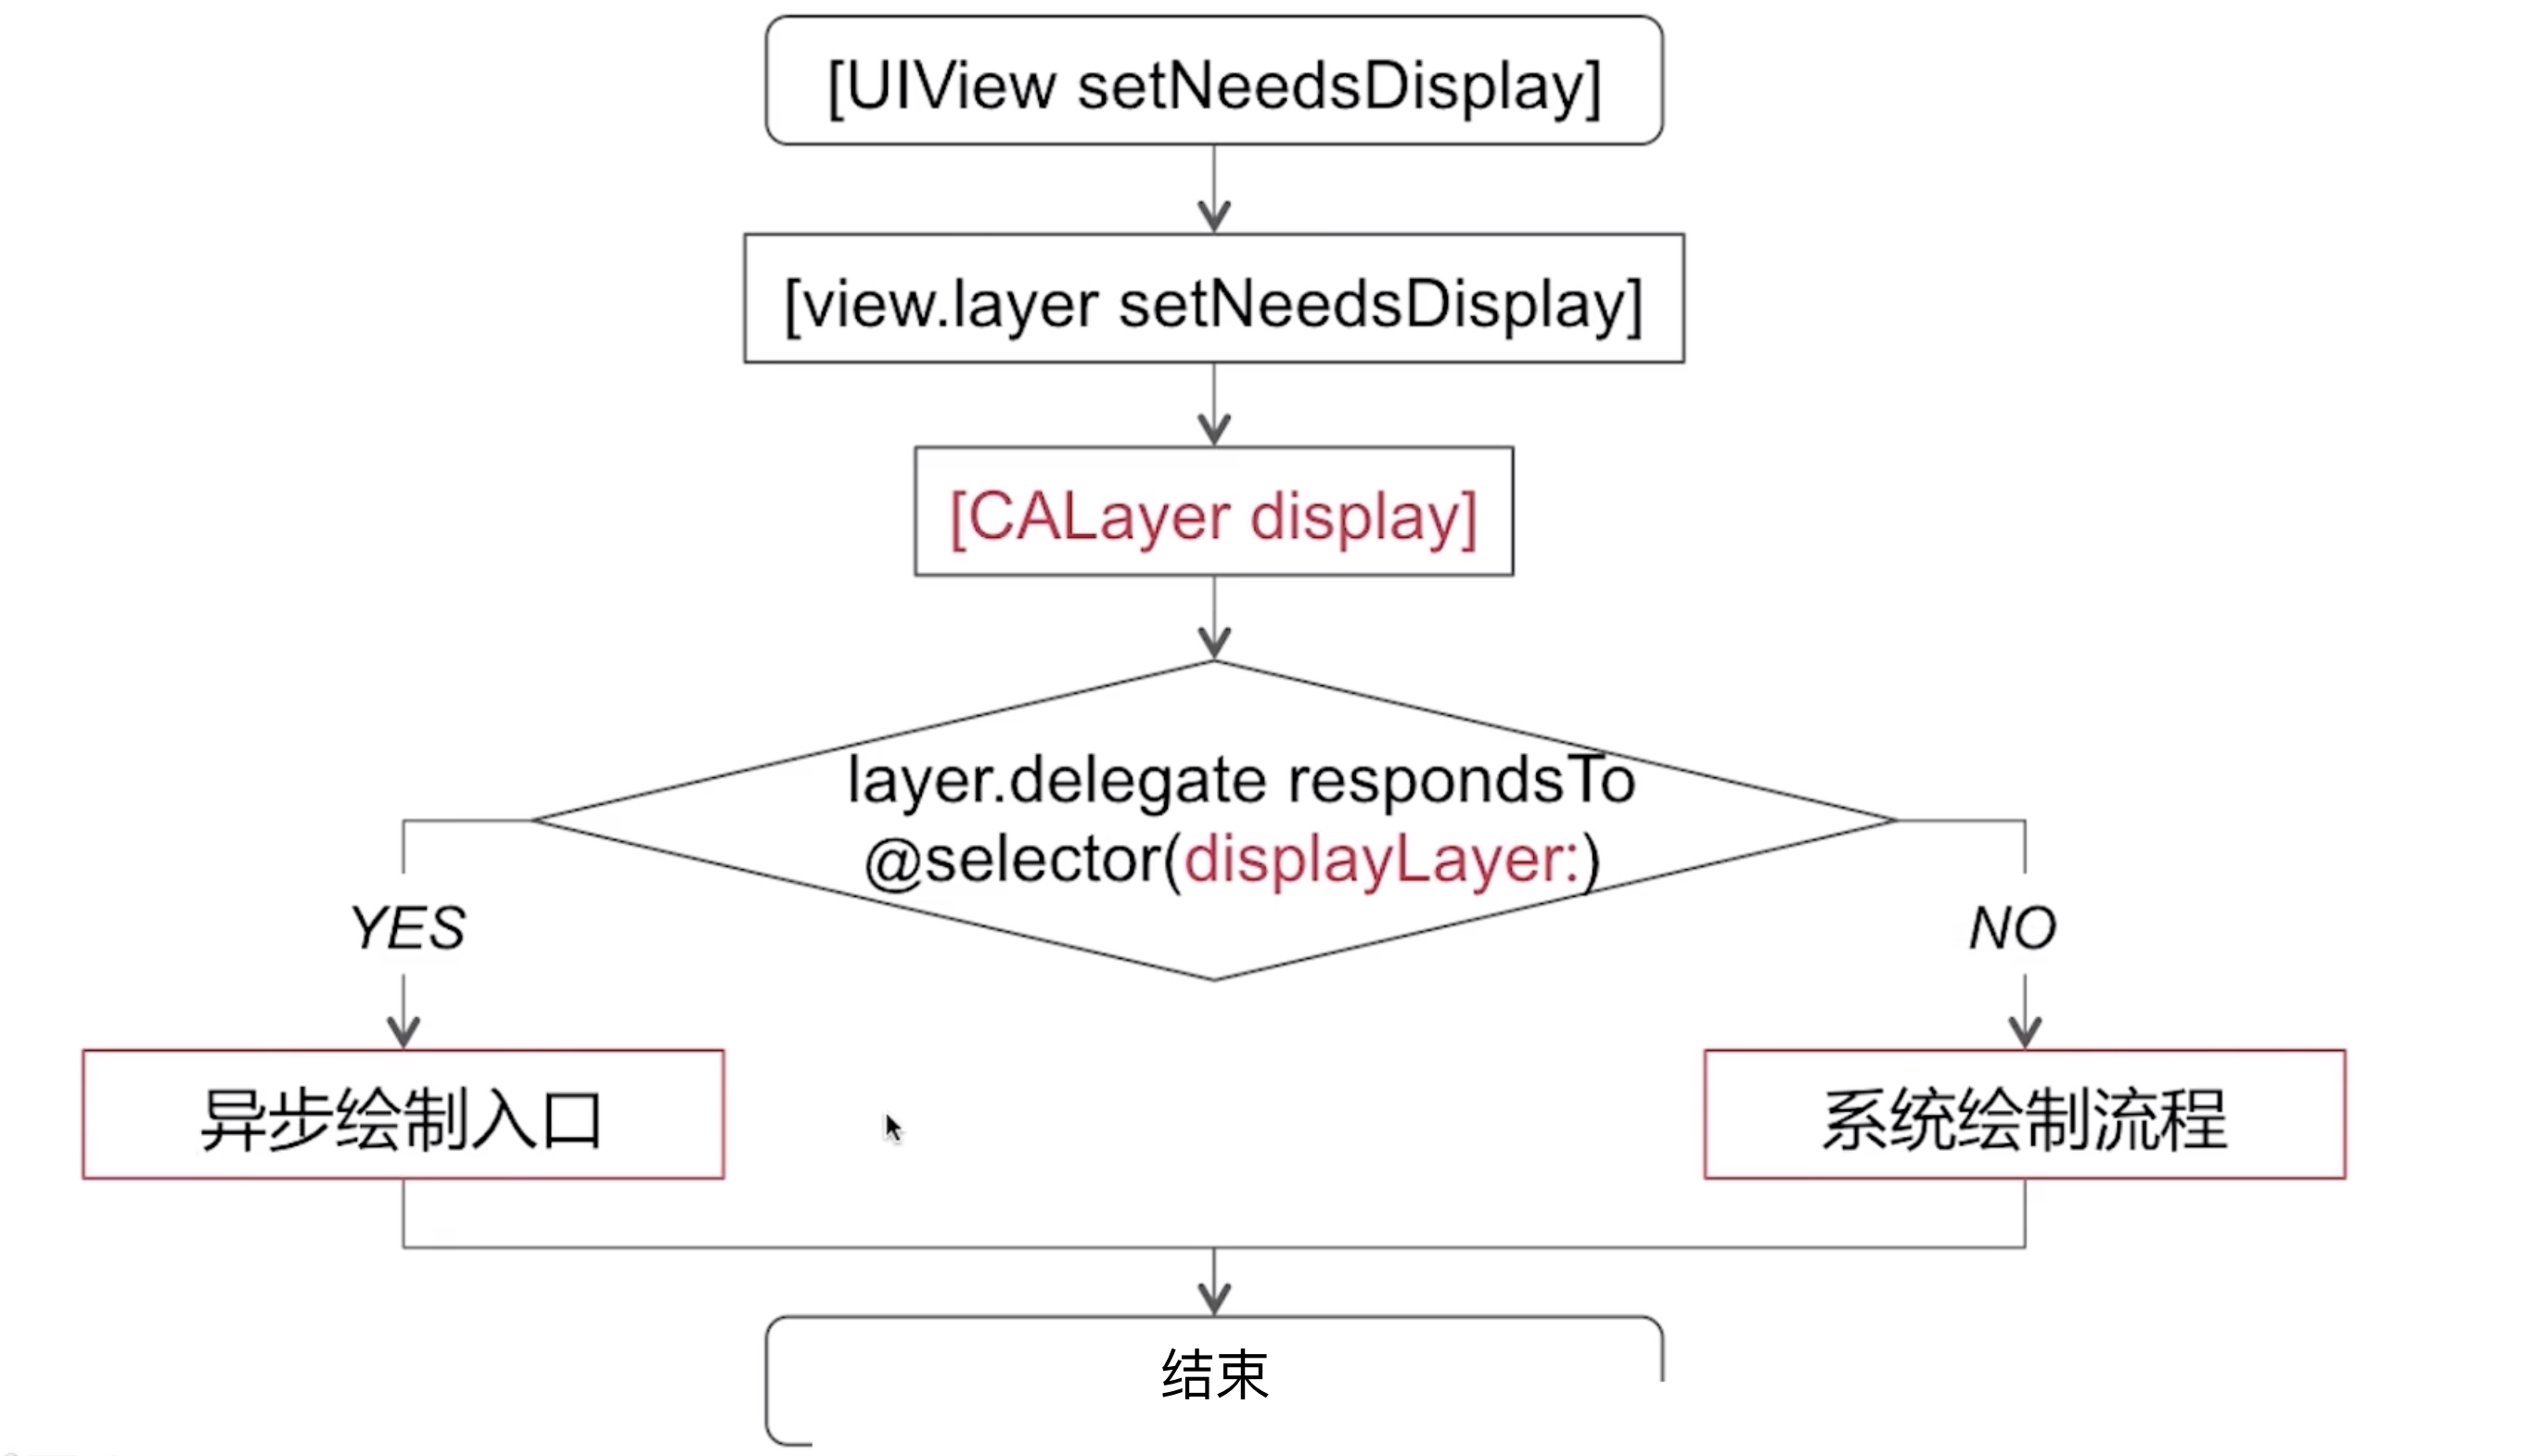 [UIView setNeedsDisplay]
[view.layer setNeedsDisplay]
[CALayer display]
layer.delegate respondsTo
@selector(displayLayer:)
YES
NO
异步绘制入口
系统绘制流程
结束